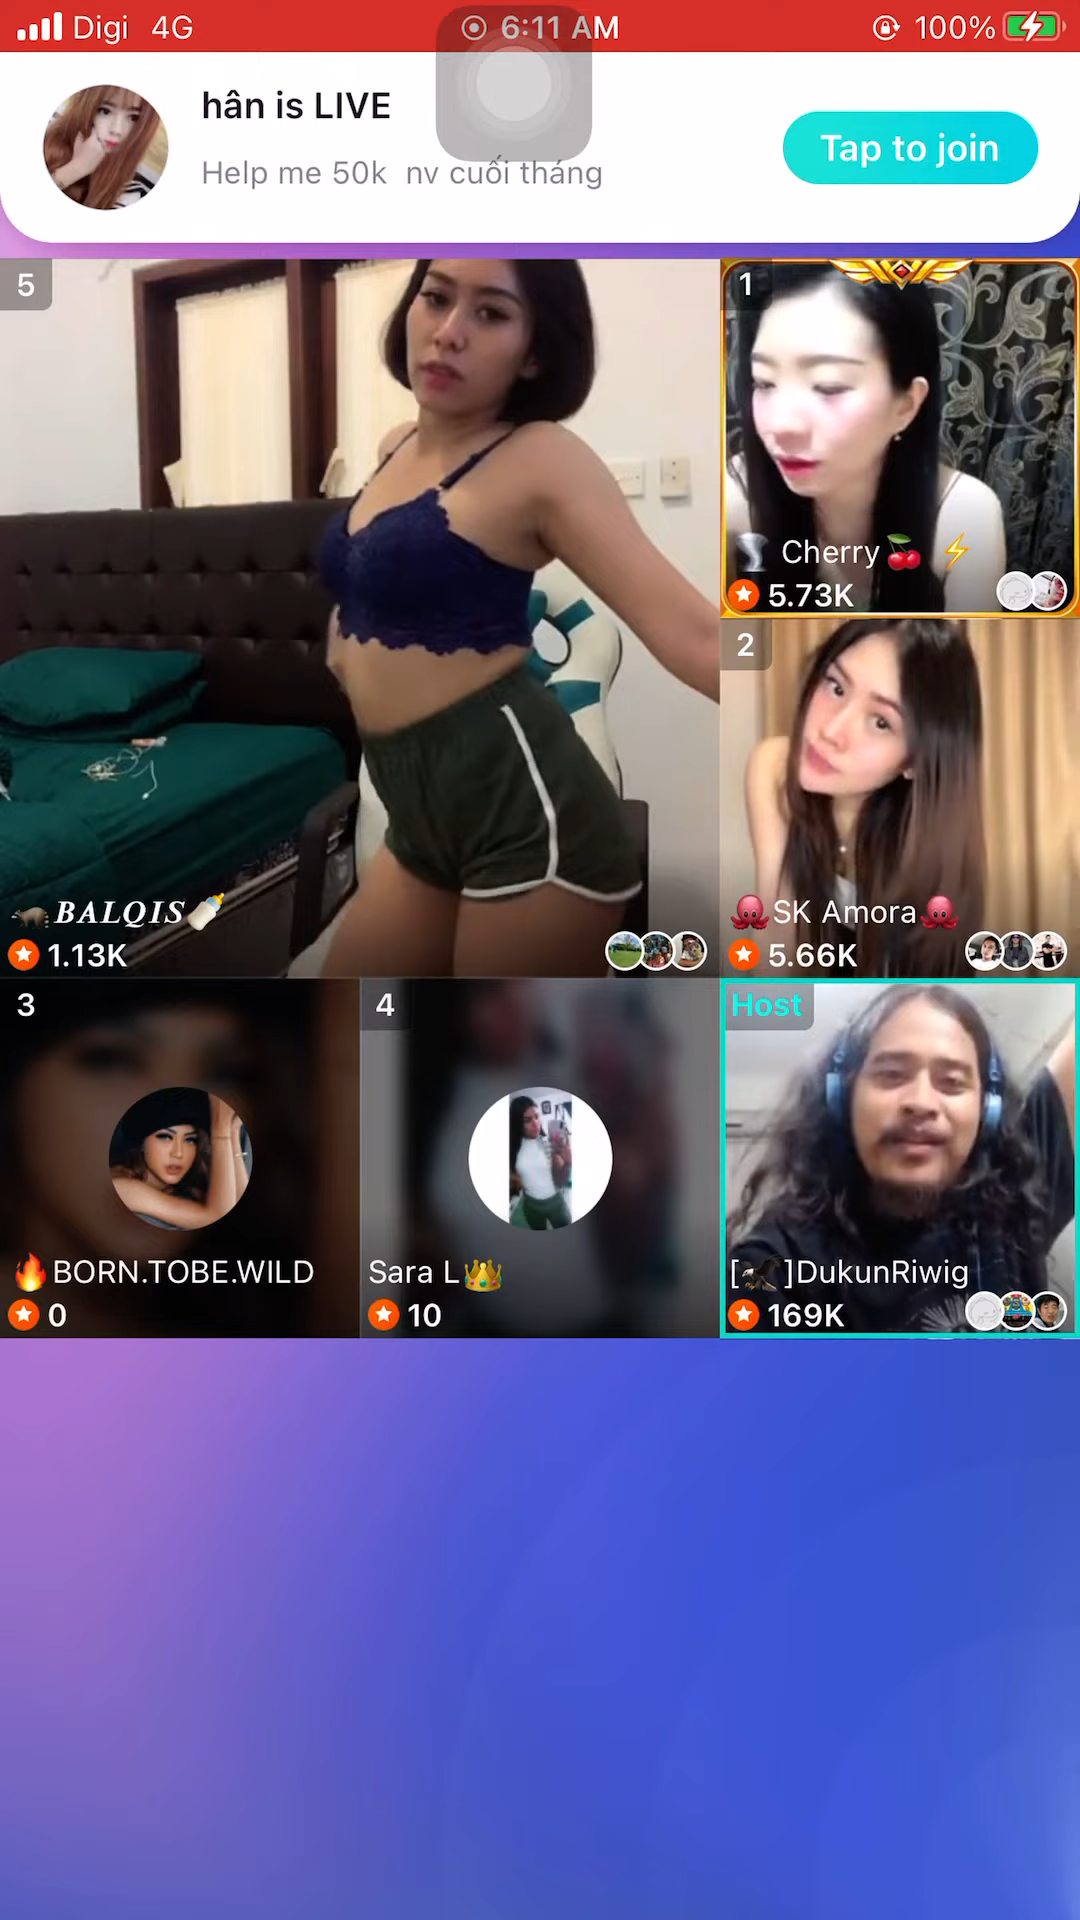 Digi 4G 6:11 AM 100%
hân is LIVE
Help me 50k nv cuối tháng
Tap to join
5
BALQIS🍼
1.13K
1
Cherry🍒 ⚡
5.73K
2
🐙SK Amora🐙
5.66K
3
🔥BORN.TOBE.WILD
0
4
Sara L👑
10
Host
[🦅]DukunRiwig
169K